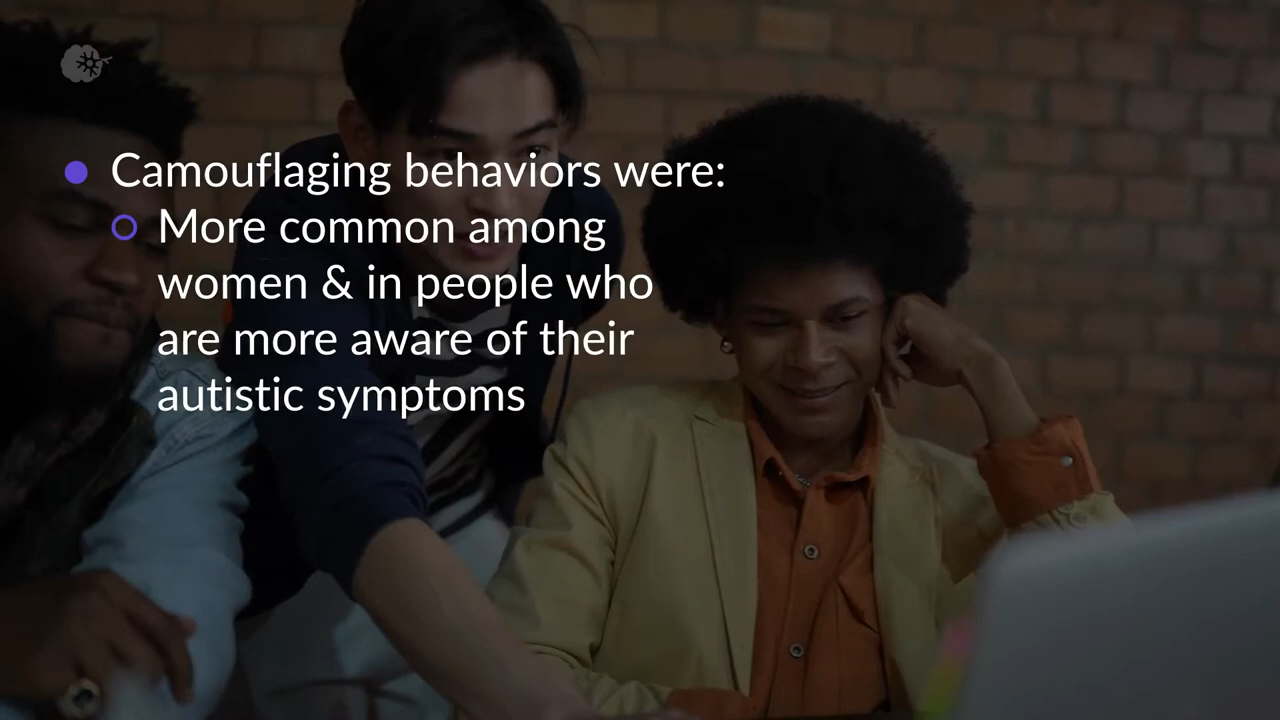 Camouflaging behaviors were:
More common among
women & in people who
are more aware of their
autistic symptoms